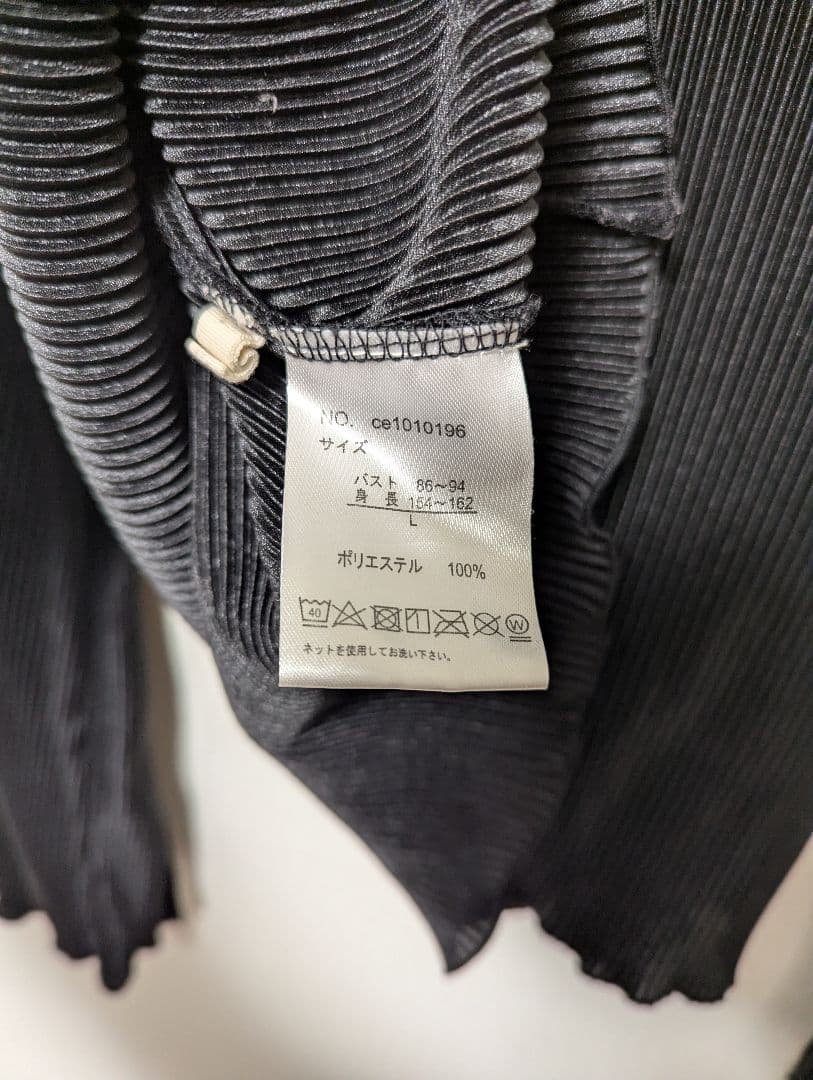 NO. ce1010196
サイズ
バスト 86～94
身長 154～162
L
ポリエステル 100%
40
W
ネットを使用してお洗い下さい。